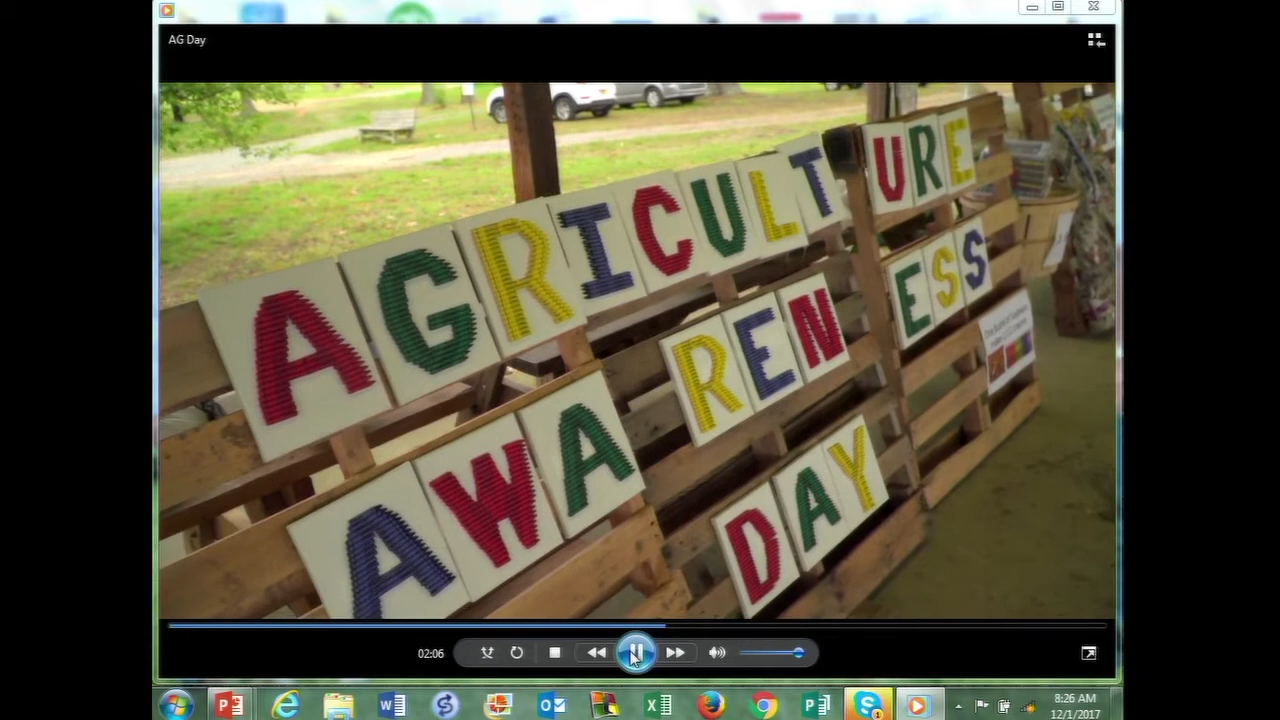 AG Day
AGRICULTURE
AWARENESS
DAY
02:06
8:26 AM
12/1/2017